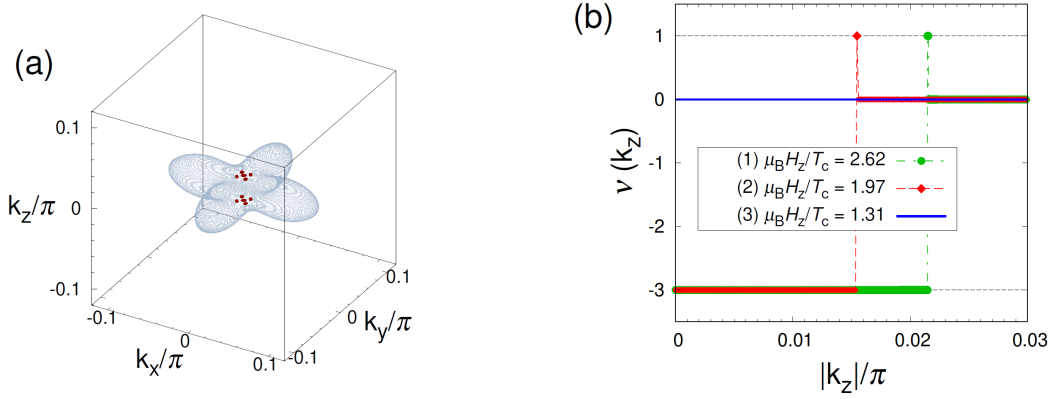 (a)
0.1
k_z/π
0
-0.1
-0.1
0
0.1
k_x/π
-0.1
0
0.1
k_y/π
(b)
1
0
-1
-2
-3
ν (k_z)
(1) μ_B H_z/T_c = 2.62
(2) μ_B H_z/T_c = 1.97
(3) μ_B H_z/T_c = 1.31
0
0.01
0.02
0.03
|k_z|/π